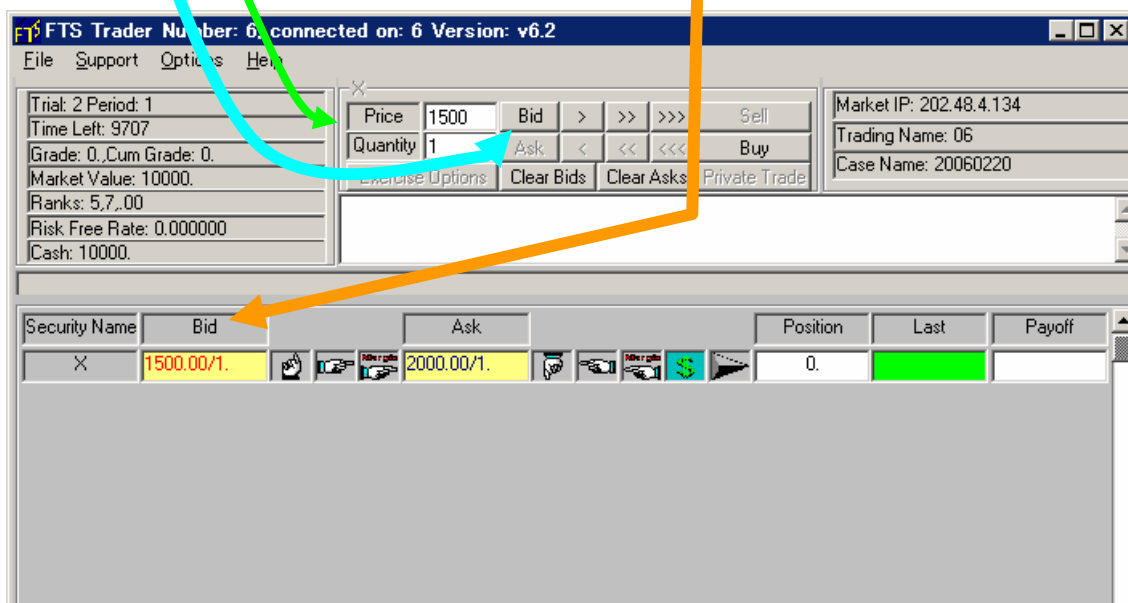 FTS Trader Number: 6, connected on: 6 Version: v6.2
File Support Options Help
Trial: 2 Period: 1
Time Left: 9707
Grade: 0.,Cum Grade: 0.
Market Value: 10000.
Ranks: 5,7,.00
Risk Free Rate: 0.000000
Cash: 10000.
X
Price 1500 Bid > >> >>> Sell
Quantity 1 Ask < << <<< Buy
Exercise Options Clear Bids Clear Asks Private Trade
Market IP: 202.48.4.134
Trading Name: 06
Case Name: 20060220
Security Name Bid Ask Position Last Payoff
X 1500.00/1. Margin 2000.00/1. Margin $ 0.